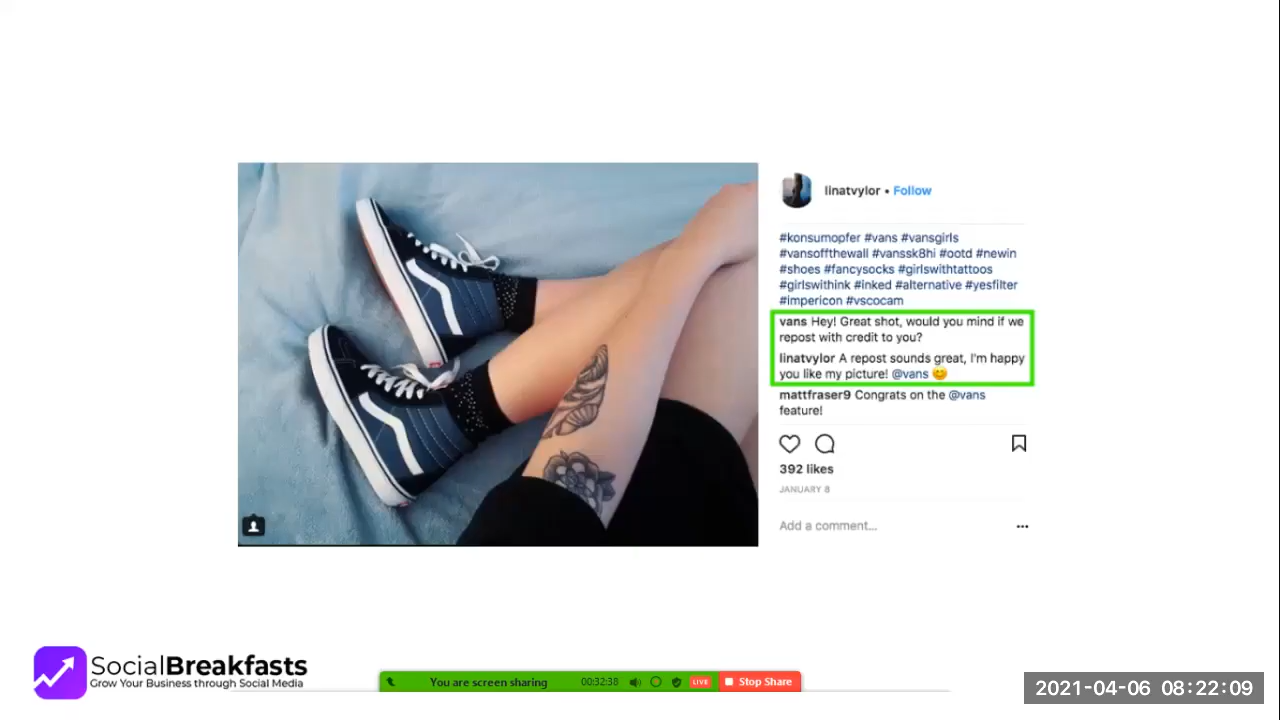 linatvylor • Follow
#konsumopfer #vans #vansgirls
#vansoffthewall #vanssk8hi #ootd #newin
#shoes #fancysocks #girlswithtattoos
#girlswithink #inked #alternative #yesfilter
#impericon #vscocam
vans Hey! Great shot, would you mind if we
repost with credit to you?
linatvylor A repost sounds great, I'm happy
you like my picture! @vans 😊
mattfraser9 Congrats on the @vans
feature!
392 likes
JANUARY 8
Add a comment...
SocialBreakfasts
Grow Your Business through Social Media
You are screen sharing 00:32:38 LIVE Stop Share
2021-04-06 08:22:09